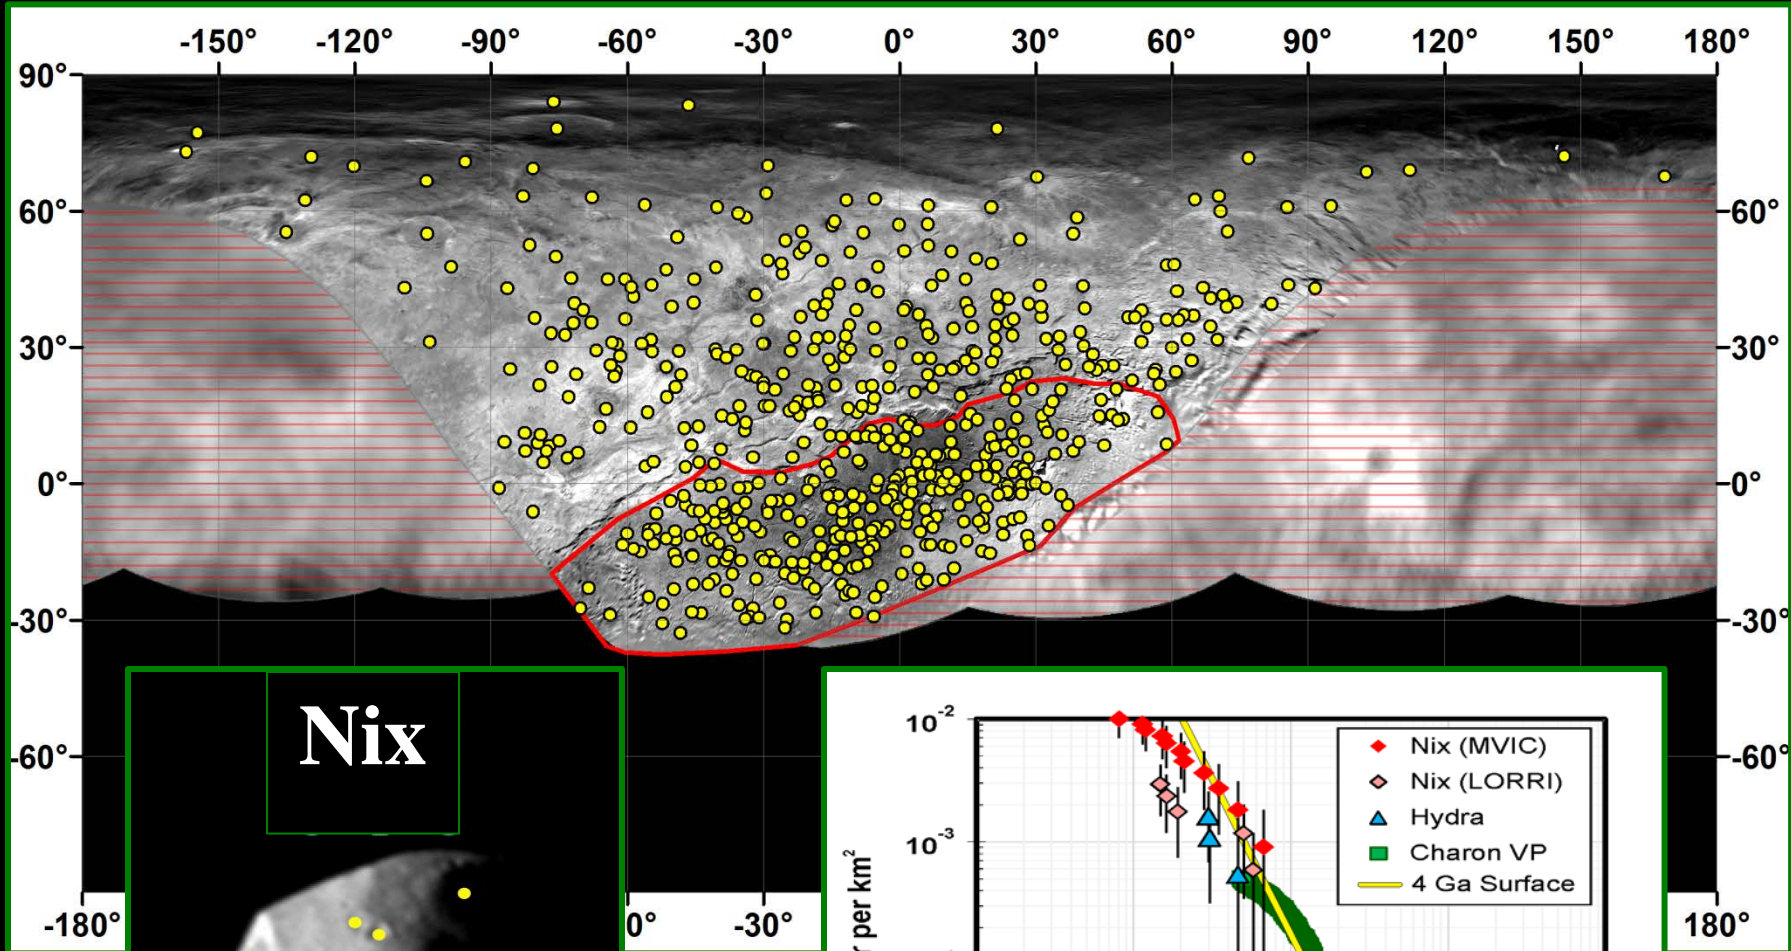 -150° -120° -90° -60° -30° 0° 30° 60° 90° 120° 150° 180°
90°
60° 60°
30° 30°
0° 0°
-30° -30°
-60° -60°
-180° 0° -30° 180°
Nix
10-2
10-3
r per km2
Nix (MVIC)
Nix (LORRI)
Hydra
Charon VP
4 Ga Surface